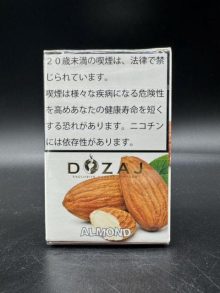 20歳未満の喫煙は、法律で禁
じられています。
喫煙は様々な疾病になる危険性
を高めあなたの健康寿命を短く
する恐れがあります。ニコチン
には依存性があります。
DOZAJ
ALMOND